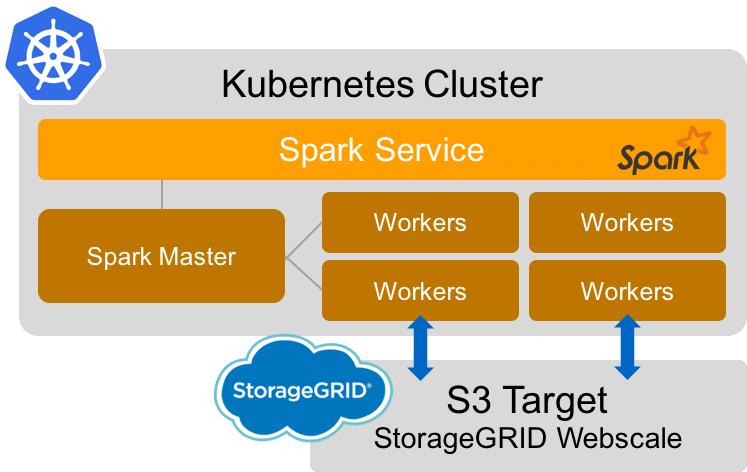 Kubernetes Cluster
Spark Service
Spark
Spark Master
Workers
Workers
Workers
Workers
StorageGRID®
S3 Target
StorageGRID Webscale